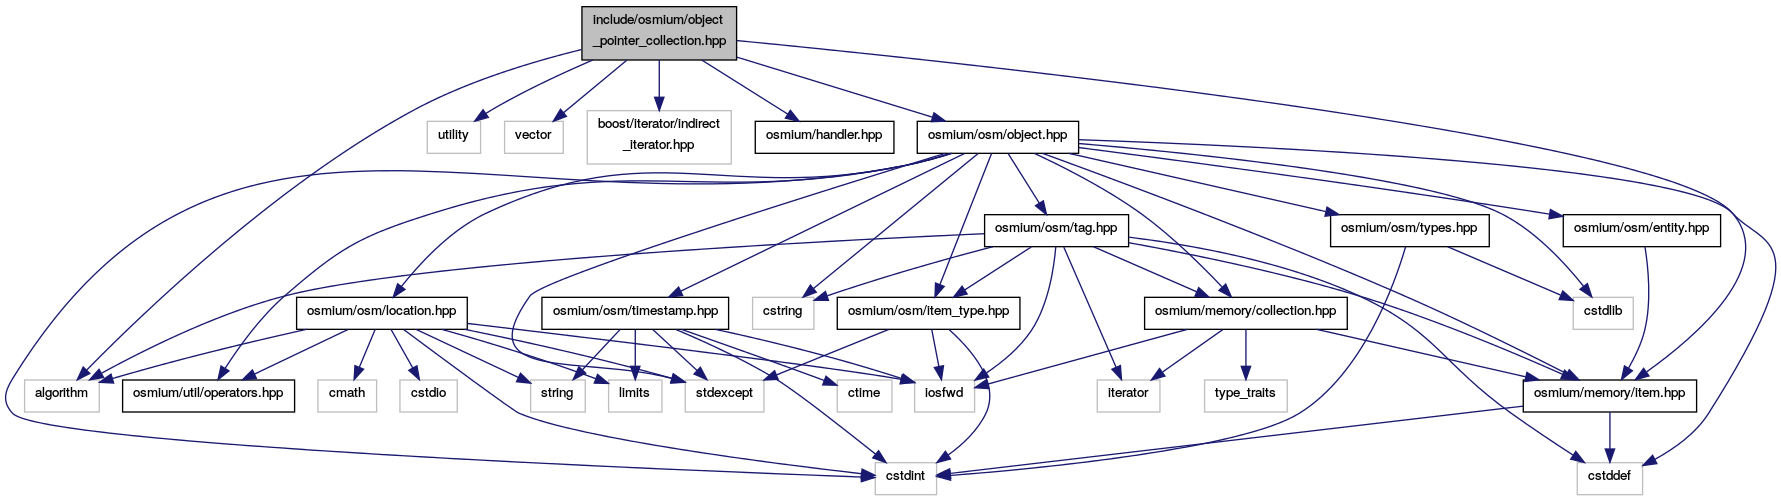 include/osmium/object
_pointer_collection.hpp
utility
vector
boost/iterator/indirect
_iterator.hpp
osmium/handler.hpp
osmium/osm/object.hpp
osmium/osm/tag.hpp
osmium/osm/types.hpp
osmium/osm/entity.hpp
osmium/osm/location.hpp
osmium/osm/timestamp.hpp
cstring
osmium/osm/item_type.hpp
osmium/memory/collection.hpp
cstdlib
algorithm
osmium/util/operators.hpp
cmath
cstdio
string
limits
stdexcept
ctime
iosfwd
iterator
type_traits
osmium/memory/item.hpp
cstdint
cstddef